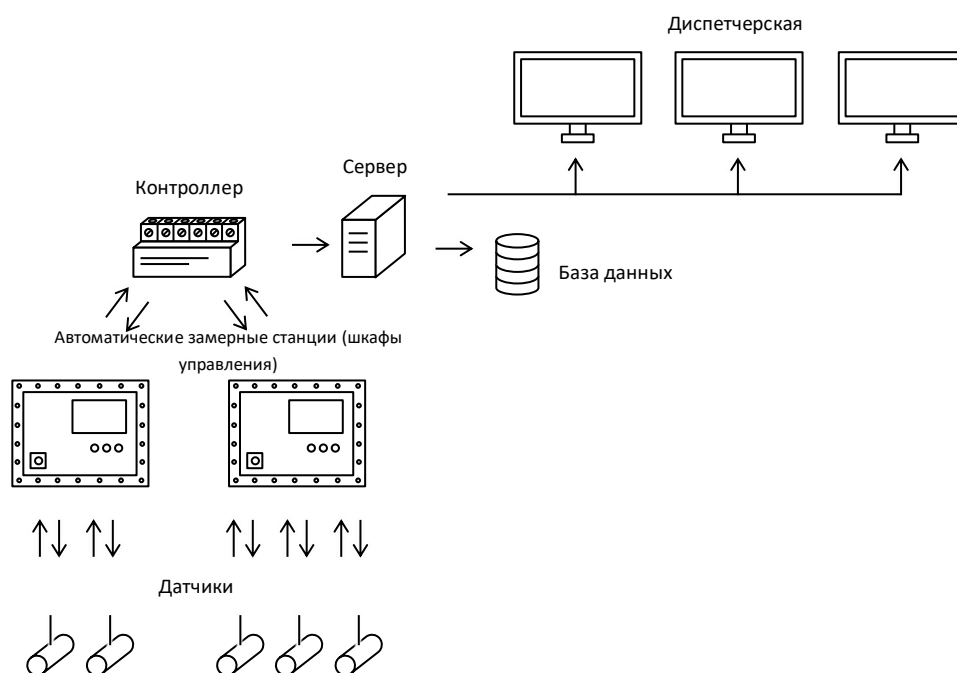 Диспетчерская
Сервер
Контроллер
База данных
Автоматические замерные станции (шкафы
управления)
Датчики